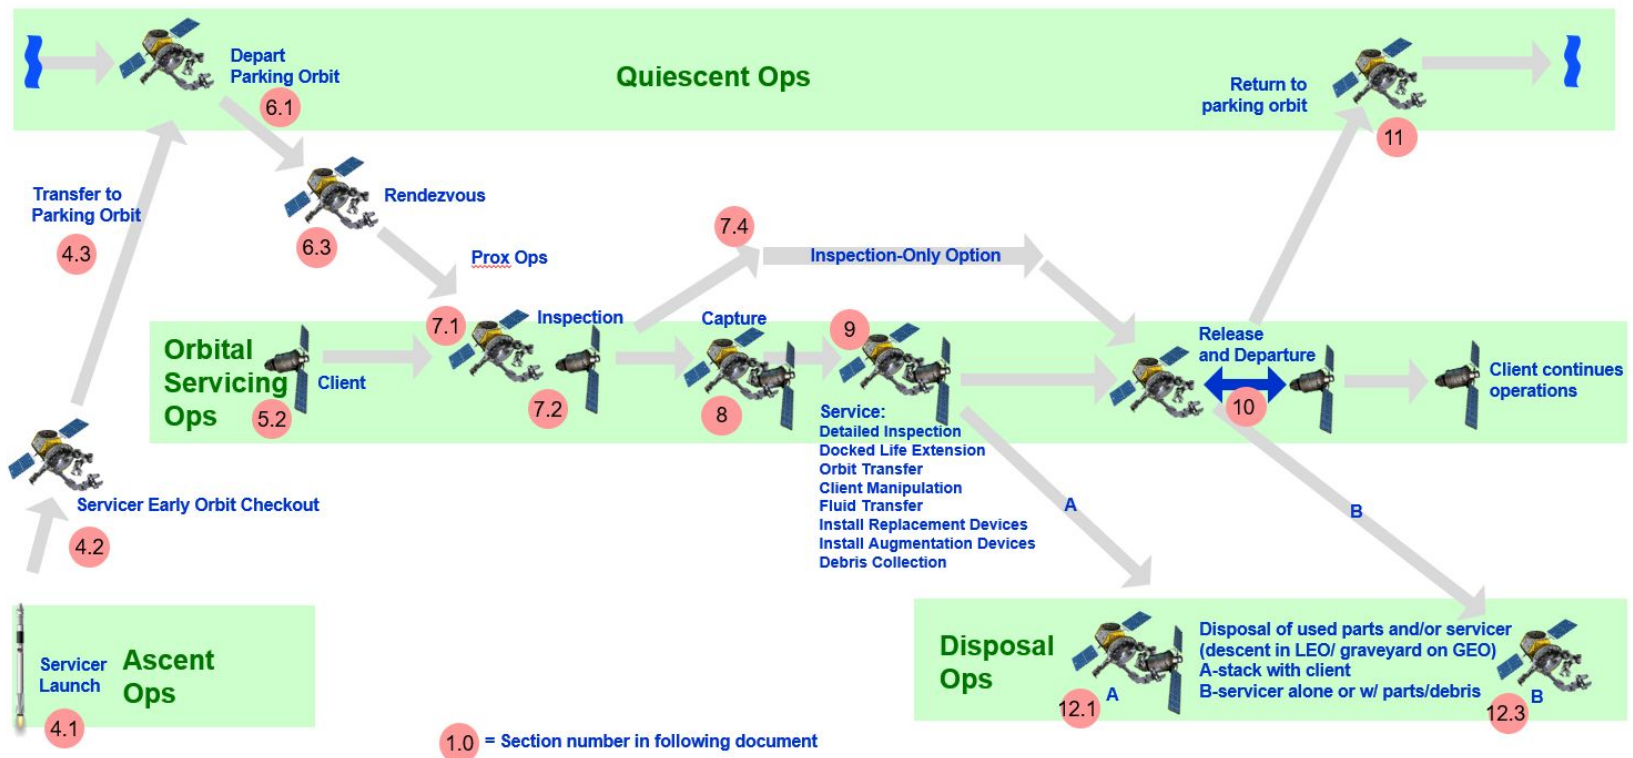 Depart
Parking Orbit
6.1
Quiescent Ops
Return to
parking orbit
11
Transfer to
Parking Orbit
4.3
Rendezvous
6.3
Prox Ops
7.4
Inspection-Only Option
Orbital
Servicing
Ops
Client
5.2
7.1
Inspection
7.2
Capture
8
9
Service:
Detailed Inspection
Docked Life Extension
Orbit Transfer
Client Manipulation
Fluid Transfer
Install Replacement Devices
Install Augmentation Devices
Debris Collection
Release
and Departure
10
Client continues
operations
A
B
Servicer Early Orbit Checkout
4.2
Servicer
Launch
4.1
Ascent
Ops
Disposal
Ops
12.1
A
Disposal of used parts and/or servicer
(descent in LEO/ graveyard on GEO)
A-stack with client
B-servicer alone or w/ parts/debris
12.3
B
1.0 = Section number in following document